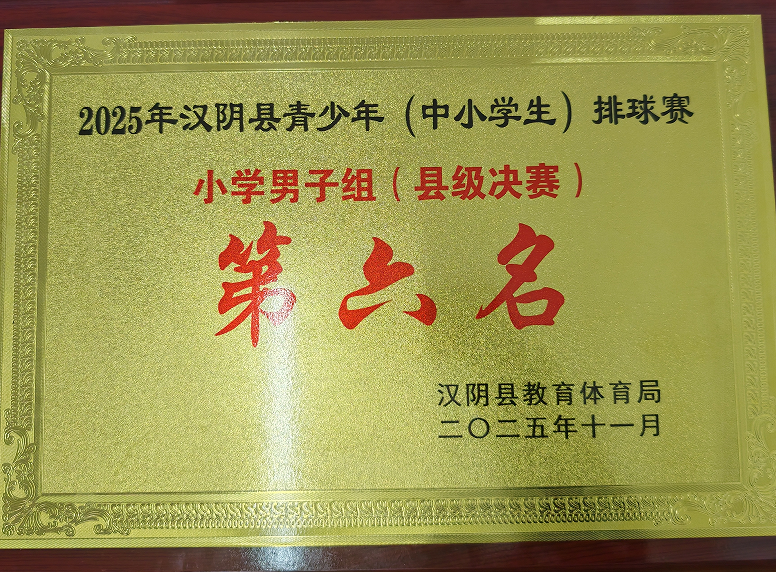 2025年汉阴县青少年（中小学生）排球赛
小学男子组（县级决赛）
第六名
汉阴县教育体育局
二〇二五年十一月